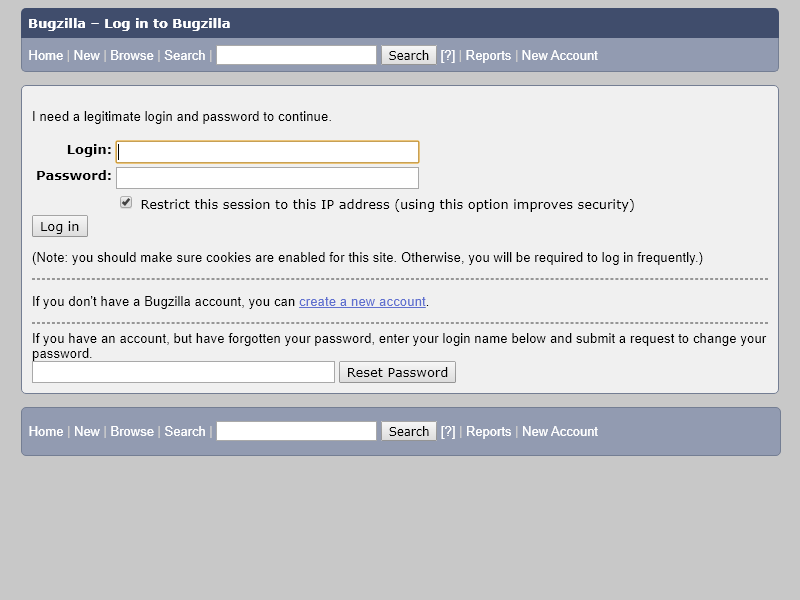 Bugzilla – Log in to Bugzilla
Home | New | Browse | Search | Search [?] | Reports | New Account
I need a legitimate login and password to continue.
Login:
Password:
Restrict this session to this IP address (using this option improves security)
Log in
(Note: you should make sure cookies are enabled for this site. Otherwise, you will be required to log in frequently.)
If you don't have a Bugzilla account, you can create a new account.
If you have an account, but have forgotten your password, enter your login name below and submit a request to change your
password.
Reset Password
Home | New | Browse | Search | Search [?] | Reports | New Account